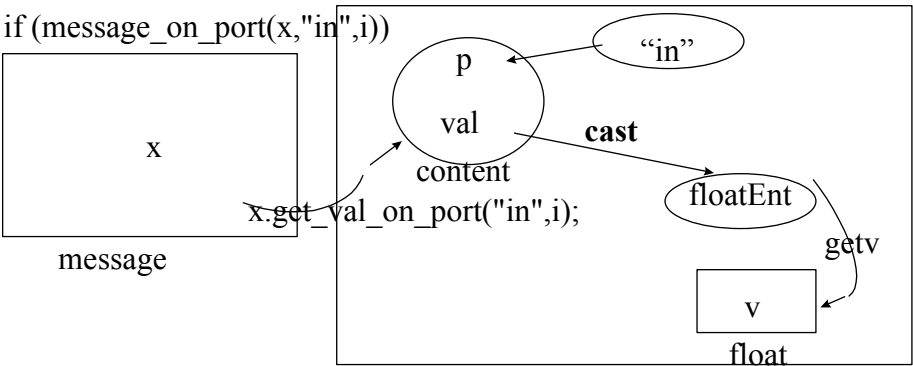 if (message_on_port(x,"in",i))
“in”
p
val
cast
x
content
floatEnt
x.get_val_on_port("in",i);
getv
message
v
float